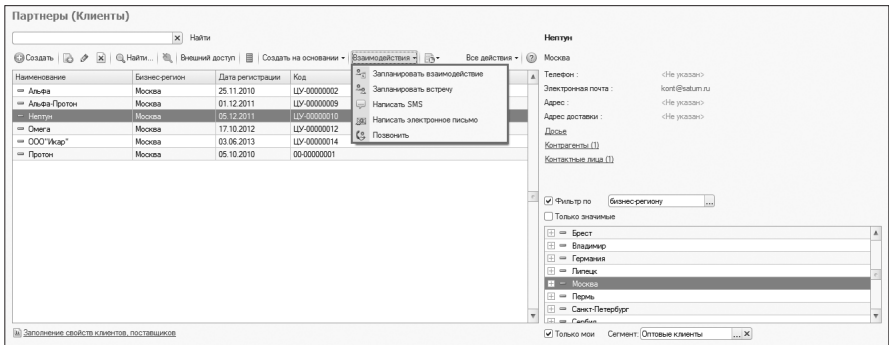 Партнеры (Клиенты)
Найти
Создать Найти... Внешний доступ Создать на основании Взаимодействия Все действия
Наименование Бизнес-регион Дата регистрации Код
Альфа Москва 25.11.2010 ЦУ-00000002
Альфа-Протон Москва 01.12.2011 ЦУ-00000009
Нептун Москва 05.12.2011 ЦУ-00000010
Омега Москва 17.10.2012 ЦУ-00000012
ООО"Икар" Москва 03.06.2013 ЦУ-00000014
Протон Москва 05.10.2010 00-00000001
Запланировать взаимодействие
Запланировать встречу
Написать SMS
Написать электронное письмо
Позвонить
Заполнение свойств клиентов, поставщиков
Нептун
Москва
Телефон : <Не указан>
Электронная почта : kont@saturn.ru
Адрес : <Не указан>
Адрес доставки : <Не указан>
Досье
Контрагенты (1)
Контактные лица (1)
Фильтр по бизнес-региону ...
Только значимые
Брест
Владимир
Германия
Липецк
Москва
Пермь
Санкт-Петербург
Сербия
Только мои Сегмент: Оптовые клиенты ... X